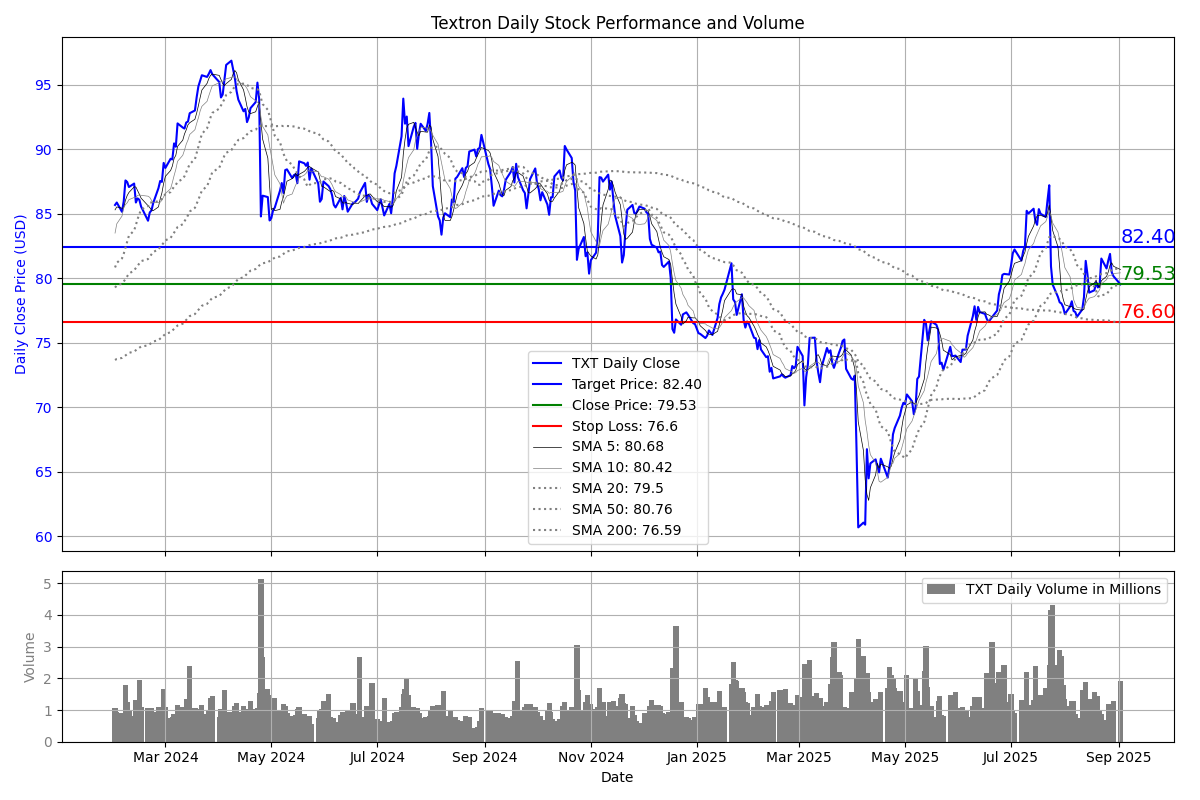 Textron Daily Stock Performance and Volume
Daily Close Price (USD)
95
90
85
80
75
70
65
60
82.40
79.53
76.60
TXT Daily Close
Target Price: 82.40
Close Price: 79.53
Stop Loss: 76.6
SMA 5: 80.68
SMA 10: 80.42
SMA 20: 79.5
SMA 50: 80.76
SMA 200: 76.59
Volume
5
4
3
2
1
0
TXT Daily Volume in Millions
Mar 2024 May 2024 Jul 2024 Sep 2024 Nov 2024 Jan 2025 Mar 2025 May 2025 Jul 2025 Sep 2025
Date